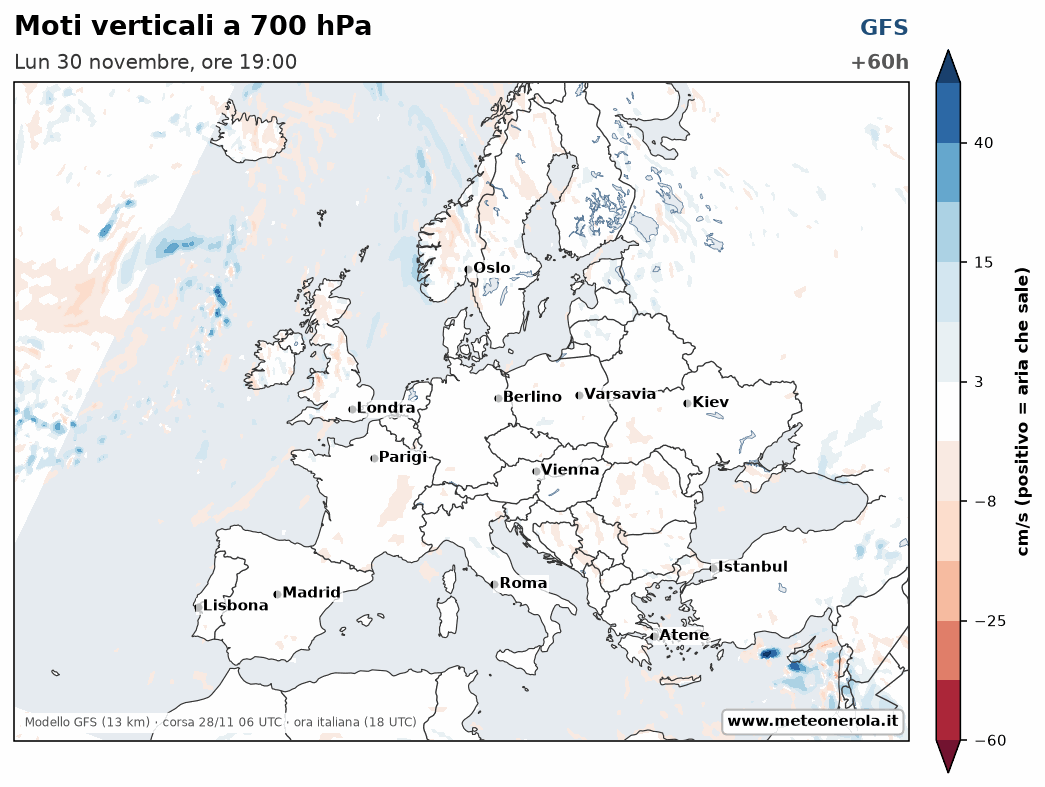 Moti verticali a 700 hPa
GFS
Lun 30 novembre, ore 19:00
+60h
40
15
3
−8
−25
−60
cm/s (positivo = aria che sale)
Oslo
Berlino
Varsavia
Kiev
Londra
Parigi
Vienna
Istanbul
Roma
Madrid
Lisbona
Atene
Modello GFS (13 km) · corsa 28/11 06 UTC · ora italiana (18 UTC)
www.meteonerola.it